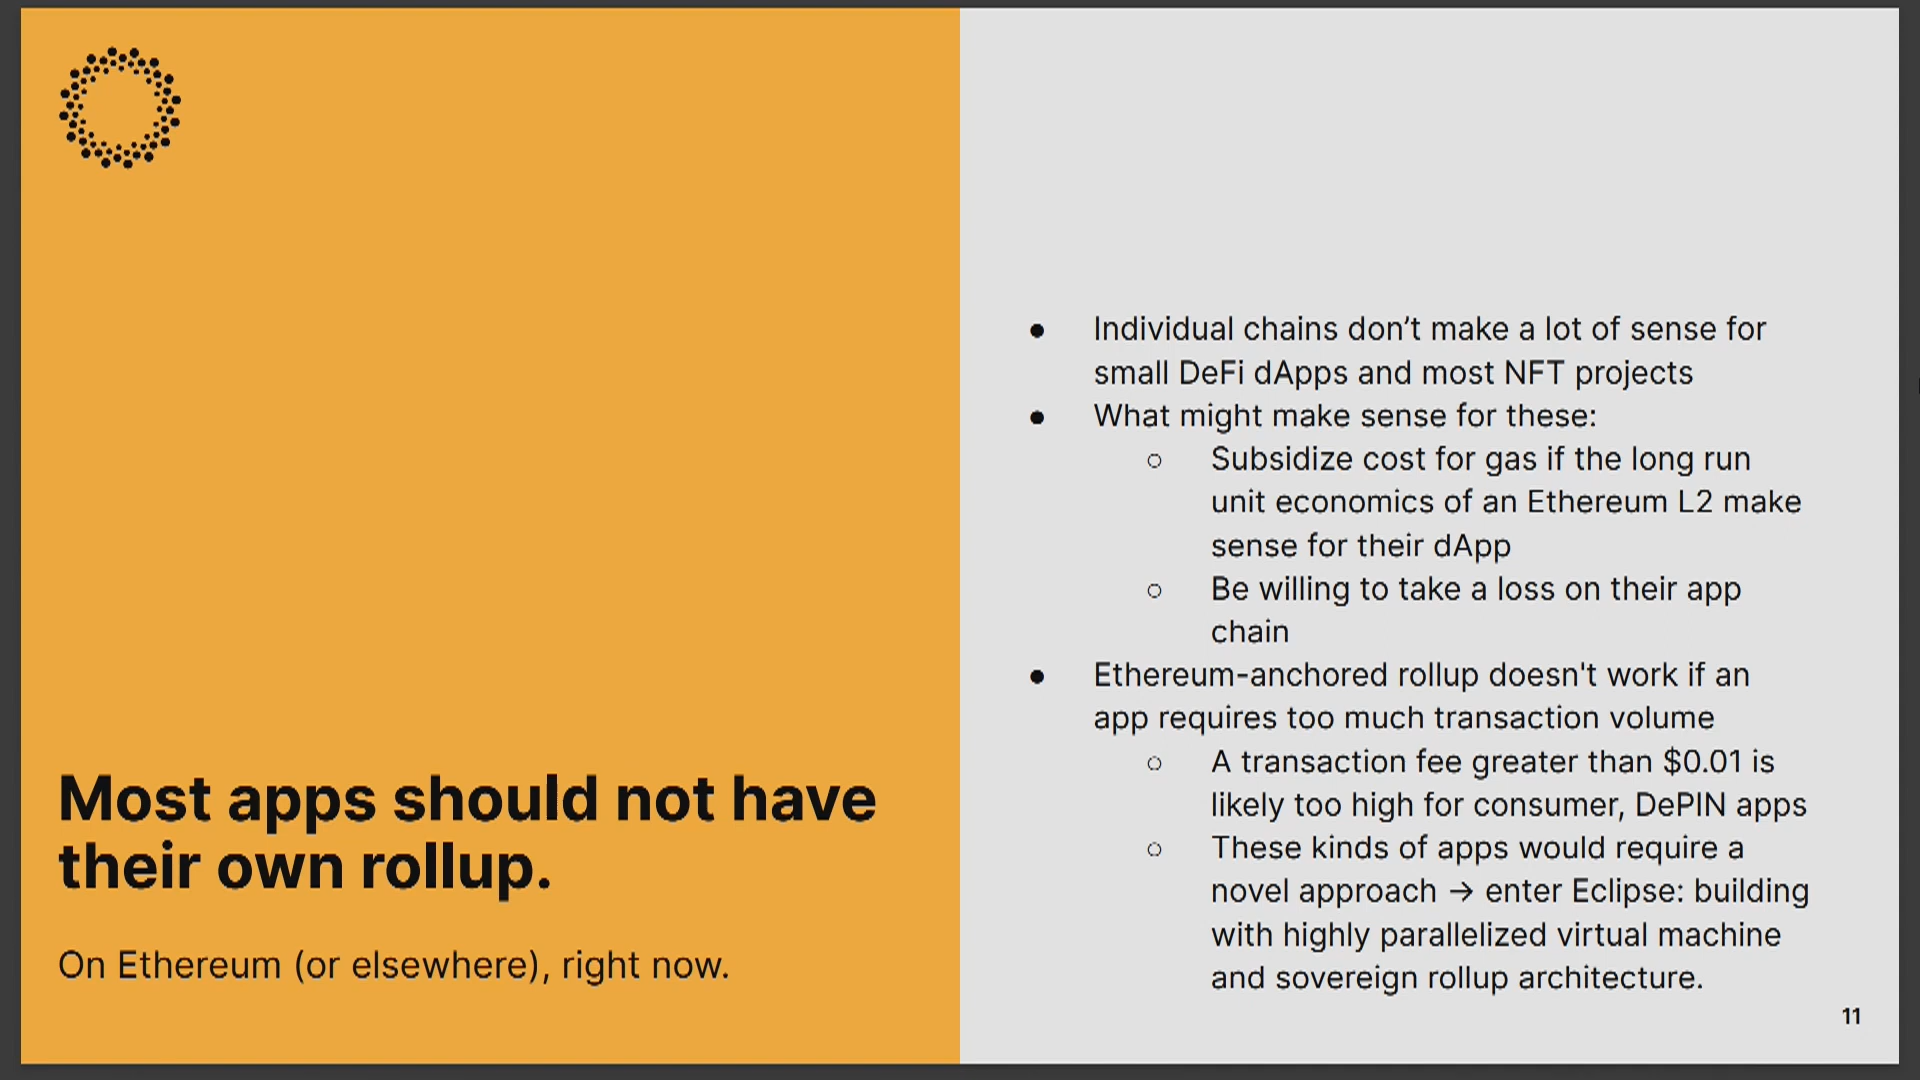 Most apps should not have
their own rollup.
On Ethereum (or elsewhere), right now.
● Individual chains don’t make a lot of sense for
small DeFi dApps and most NFT projects
● What might make sense for these:
○ Subsidize cost for gas if the long run
unit economics of an Ethereum L2 make
sense for their dApp
○ Be willing to take a loss on their app
chain
● Ethereum-anchored rollup doesn't work if an
app requires too much transaction volume
○ A transaction fee greater than $0.01 is
likely too high for consumer, DePIN apps
○ These kinds of apps would require a
novel approach → enter Eclipse: building
with highly parallelized virtual machine
and sovereign rollup architecture.
11